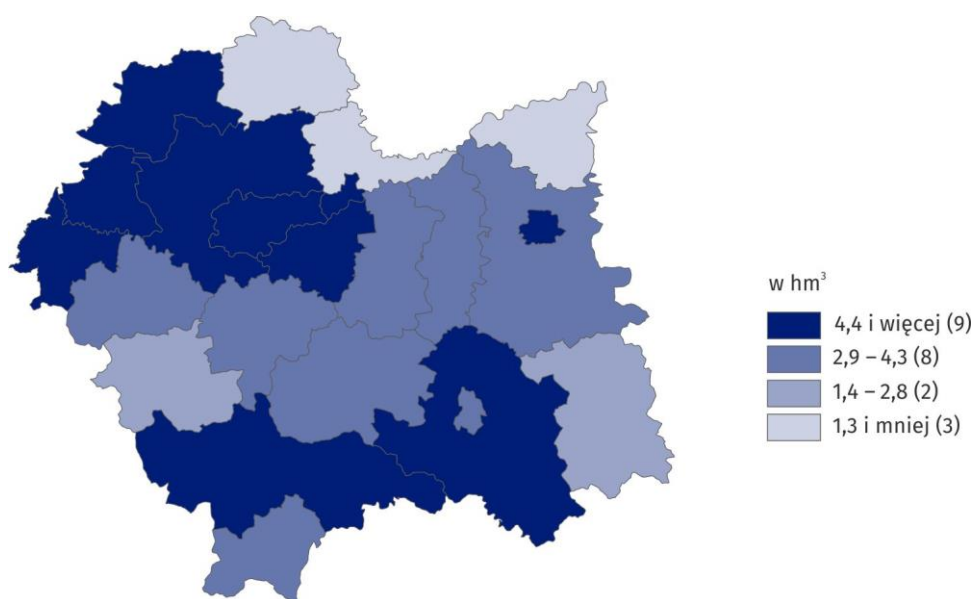 w hm³
4,4 i więcej (9)
2,9 – 4,3 (8)
1,4 – 2,8 (2)
1,3 i mniej (3)